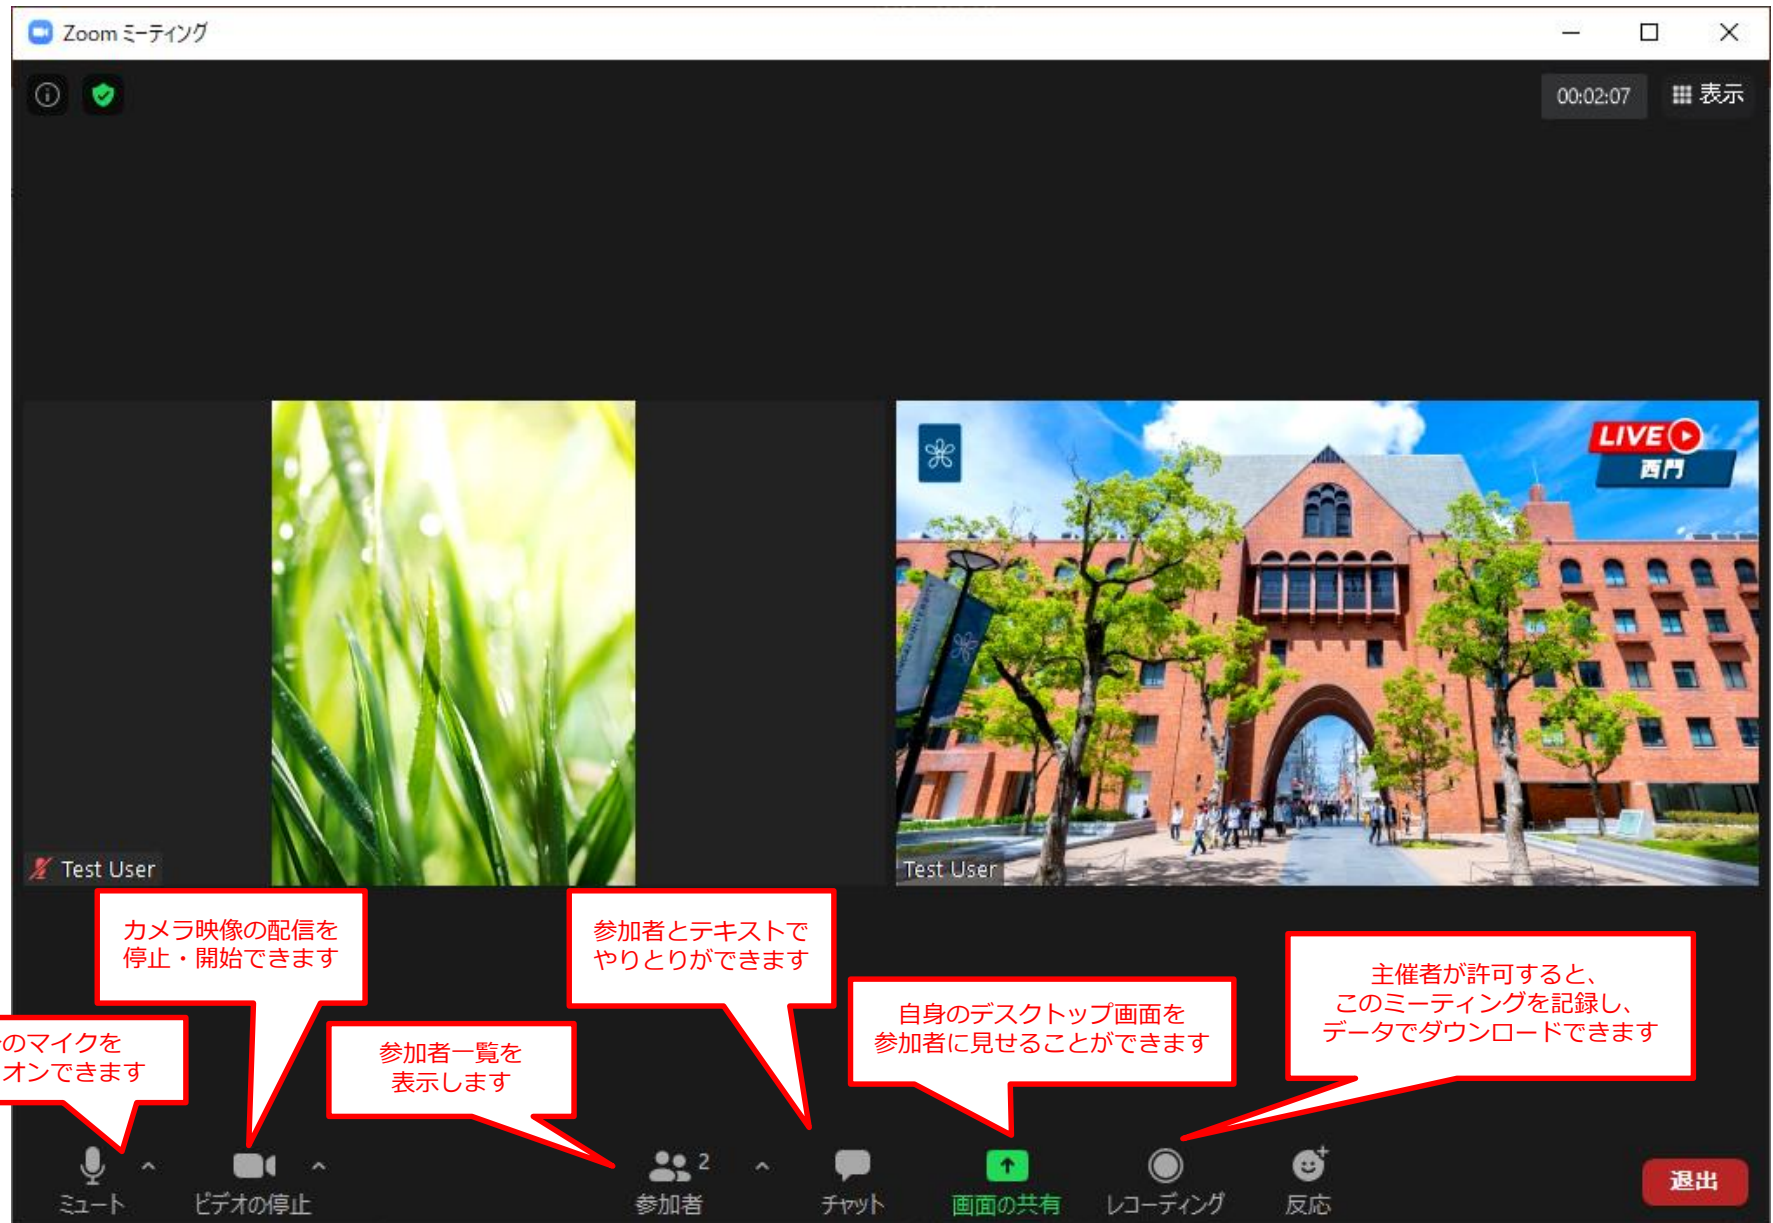 Zoom ミーティング
00:02:07
表示
LIVE
西門
Test User
Test User
カメラ映像の配信を
停止・開始できます
参加者とテキストで
やりとりができます
主催者が許可すると、
このミーティングを記録し、
データでダウンロードできます
自身のデスクトップ画面を
参加者に見せることができます
のマイクを
オンできます
参加者一覧を
表示します
2
ミュート
ビデオの停止
参加者
チャット
画面の共有
レコーディング
反応
退出